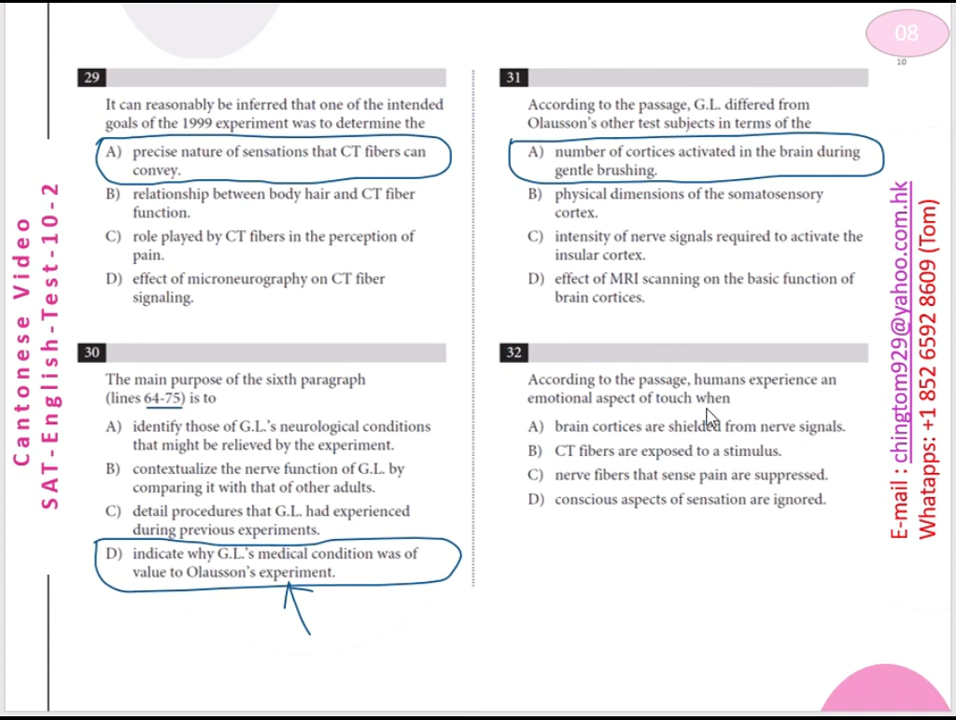 08
10
Cantonese Video
SAT-English-Test-10-2
29
It can reasonably be inferred that one of the intended
goals of the 1999 experiment was to determine the
A) precise nature of sensations that CT fibers can
convey.
B) relationship between body hair and CT fiber
function.
C) role played by CT fibers in the perception of
pain.
D) effect of microneurography on CT fiber
signaling.
30
The main purpose of the sixth paragraph
(lines 64-75) is to
A) identify those of G.L.'s neurological conditions
that might be relieved by the experiment.
B) contextualize the nerve function of G.L. by
comparing it with that of other adults.
C) detail procedures that G.L. had experienced
during previous experiments.
D) indicate why G.L.'s medical condition was of
value to Olausson's experiment.
31
According to the passage, G.L. differed from
Olausson's other test subjects in terms of the
A) number of cortices activated in the brain during
gentle brushing.
B) physical dimensions of the somatosensory
cortex.
C) intensity of nerve signals required to activate the
insular cortex.
D) effect of MRI scanning on the basic function of
brain cortices.
32
According to the passage, humans experience an
emotional aspect of touch when
A) brain cortices are shielded from nerve signals.
B) CT fibers are exposed to a stimulus.
C) nerve fibers that sense pain are suppressed.
D) conscious aspects of sensation are ignored.
E-mail : chingtom929@yahoo.com.hk
Whatapps: +1 852 6592 8609 (Tom)